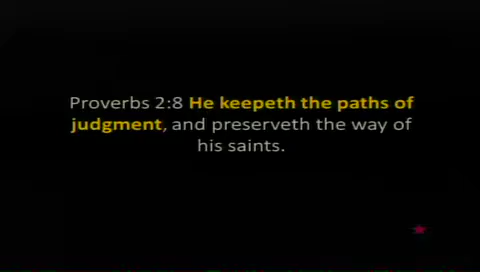 Proverbs 2:8 He keepeth the paths of
judgment, and preserveth the way of
his saints.